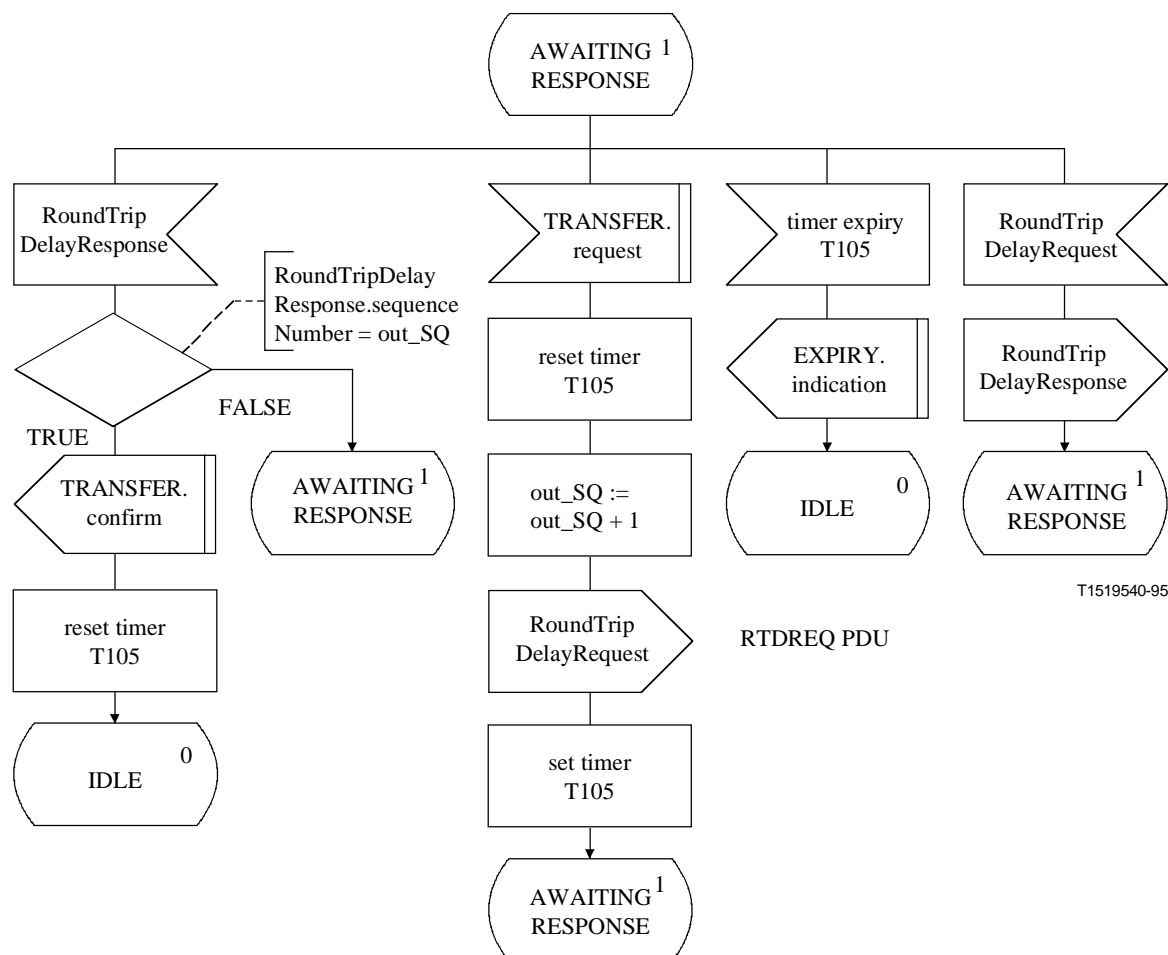 AWAITING 1
RESPONSE
RoundTrip
DelayResponse
RoundTripDelay
Response.sequence
Number = out_SQ
FALSE
TRUE
TRANSFER.
confirm
AWAITING 1
RESPONSE
reset timer
T105
IDLE 0
TRANSFER.
request
reset timer
T105
out_SQ :=
out_SQ + 1
RoundTrip
DelayRequest
RTDREQ PDU
set timer
T105
AWAITING 1
RESPONSE
timer expiry
T105
EXPIRY.
indication
IDLE 0
RoundTrip
DelayRequest
RoundTrip
DelayResponse
AWAITING 1
RESPONSE
T1519540-95